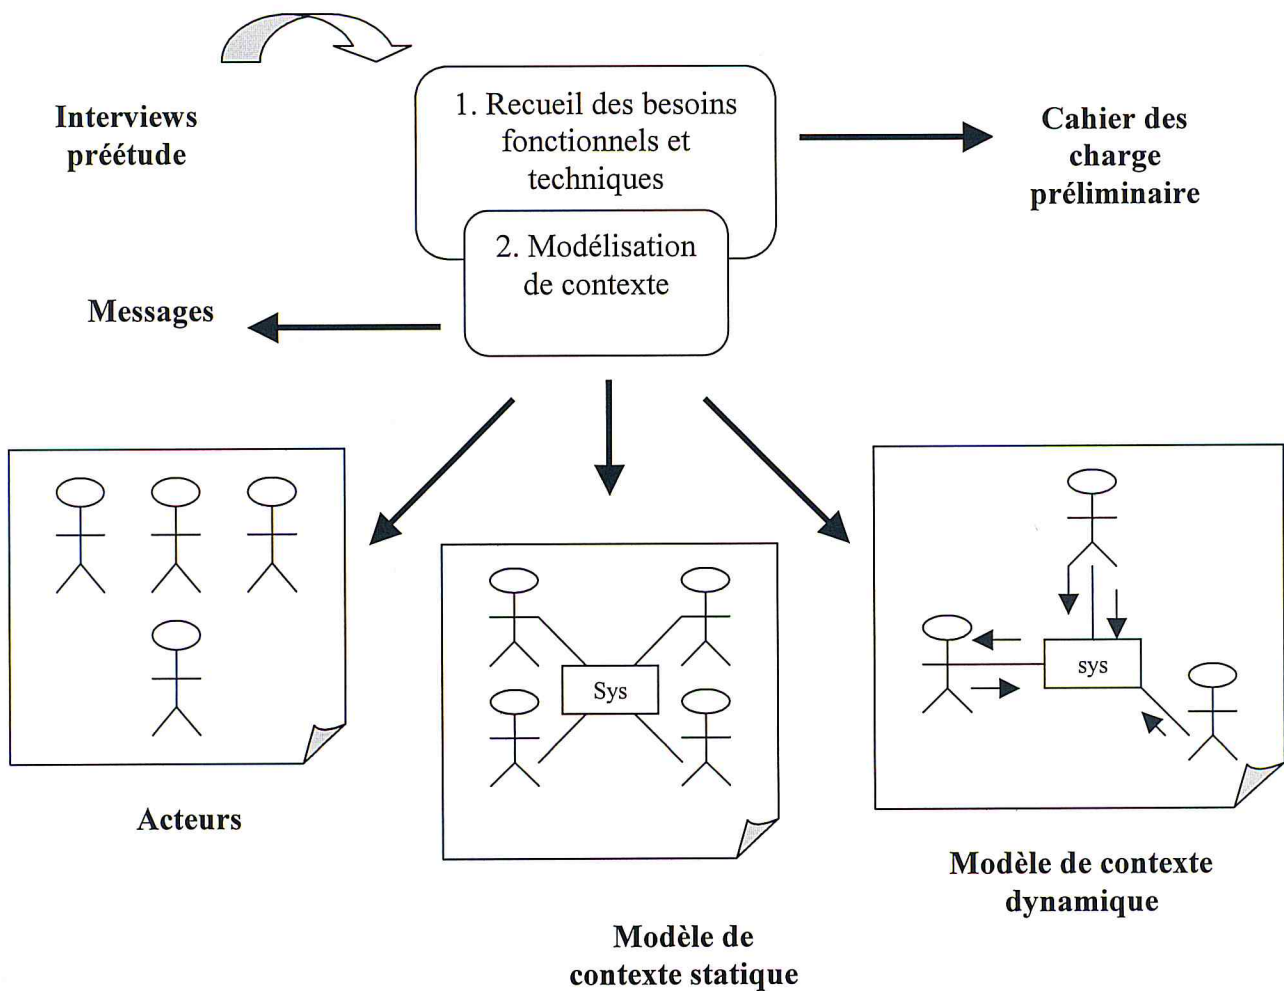 Interviews
préétude
1. Recueil des besoins
fonctionnels et
techniques
Cahier des
charge
préliminaire
2. Modélisation
de contexte
Messages
Sys
sys
Acteurs
Modèle de contexte
dynamique
Modèle de
contexte statique